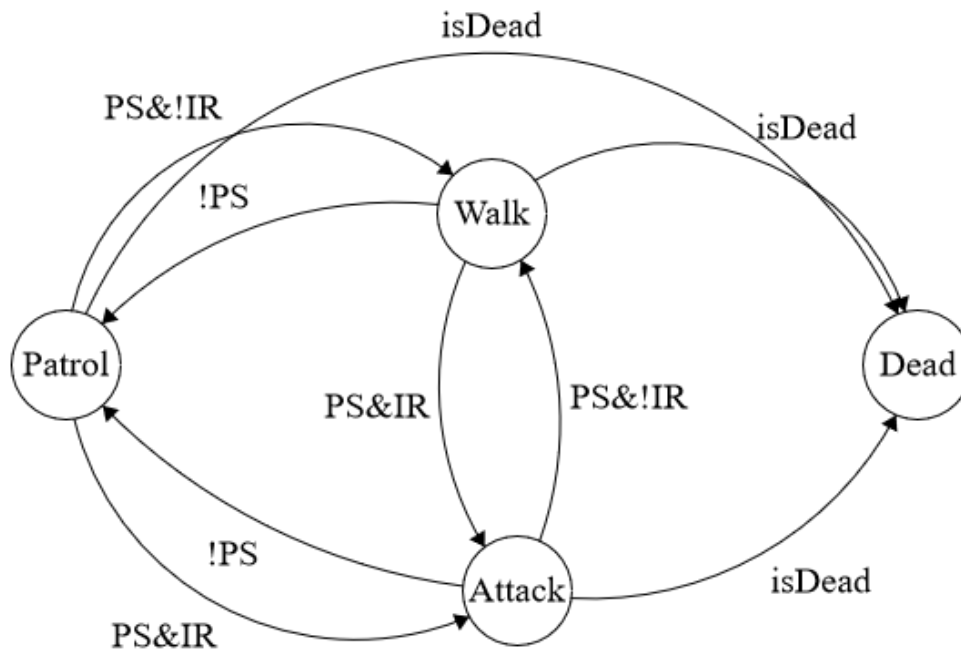 isDead
PS&!IR
isDead
!PS
Walk
Patrol
Dead
PS&IR
PS&!IR
!PS
Attack
isDead
PS&IR